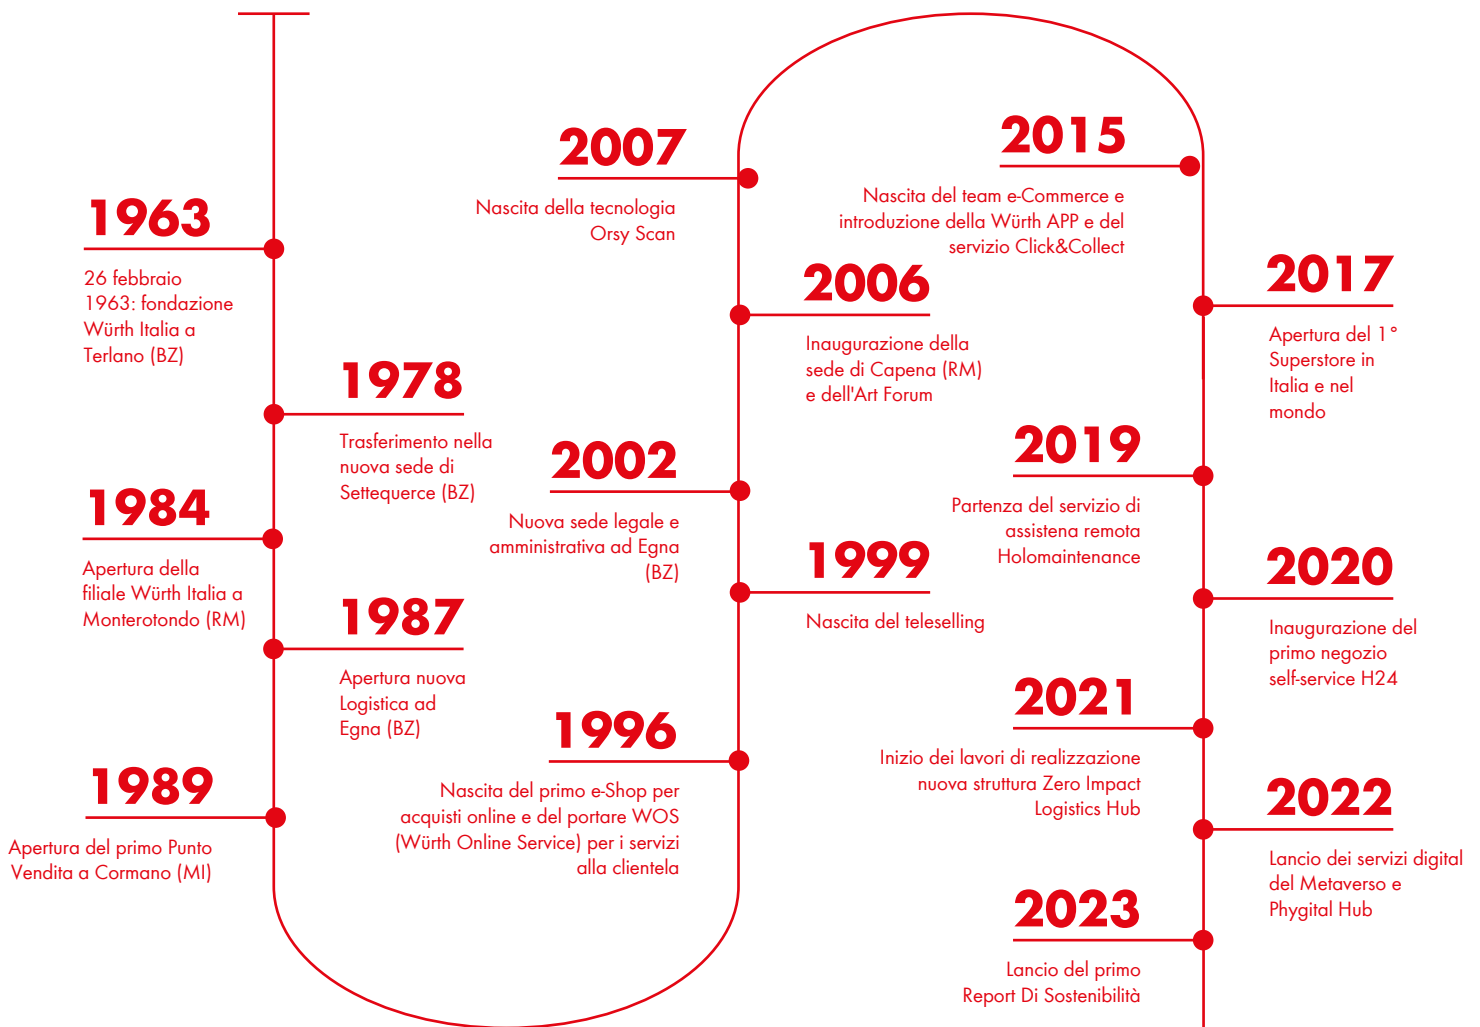 1963
26 febbraio
1963: fondazione
Würth Italia a
Terlano (BZ)
1978
Trasferimento nella
nuova sede di
Settequerce (BZ)
1984
Apertura della
filiale Würth Italia a
Monterotondo (RM)
1987
Apertura nuova
Logistica ad
Egna (BZ)
1989
Apertura del primo Punto
Vendita a Cormano (MI)
1996
Nascita del primo e-Shop per
acquisti online e del portare WOS
(Würth Online Service) per i servizi
alla clientela
1999
Nascita del teleselling
2002
Nuova sede legale e
amministrativa ad Egna
(BZ)
2006
Inaugurazione della
sede di Capena (RM)
e dell'Art Forum
2007
Nascita della tecnologia
Orsy Scan
2015
Nascita del team e-Commerce e
introduzione della Würth APP e del
servizio Click&Collect
2017
Apertura del 1°
Superstore in
Italia e nel
mondo
2019
Partenza del servizio di
assistena remota
Holomaintenance
2020
Inaugurazione del
primo negozio
self-service H24
2021
Inizio dei lavori di realizzazione
nuova struttura Zero Impact
Logistics Hub
2022
Lancio dei servizi digital
del Metaverso e
Phygital Hub
2023
Lancio del primo
Report Di Sostenibilità